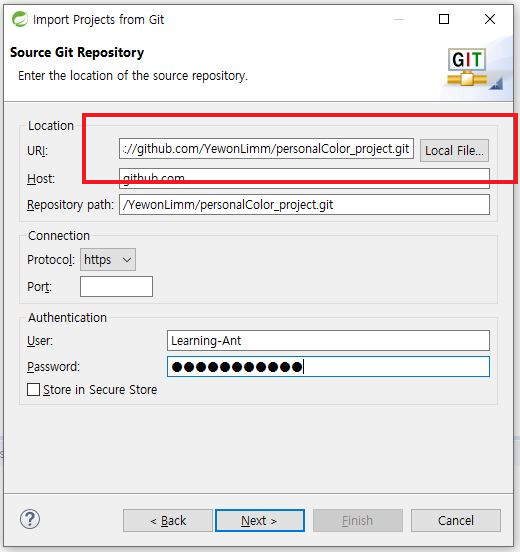 Import Projects from Git
Source Git Repository
Enter the location of the source repository.
GIT
Location
URI: ://github.com/YewonLimm/personalColor_project.git Local File...
Host: github.com
Repository path: /YewonLimm/personalColor_project.git
Connection
Protocol: https
Port:
Authentication
User: Learning-Ant
Password: ●●●●●●●●●●●
Store in Secure Store
? < Back Next > Finish Cancel